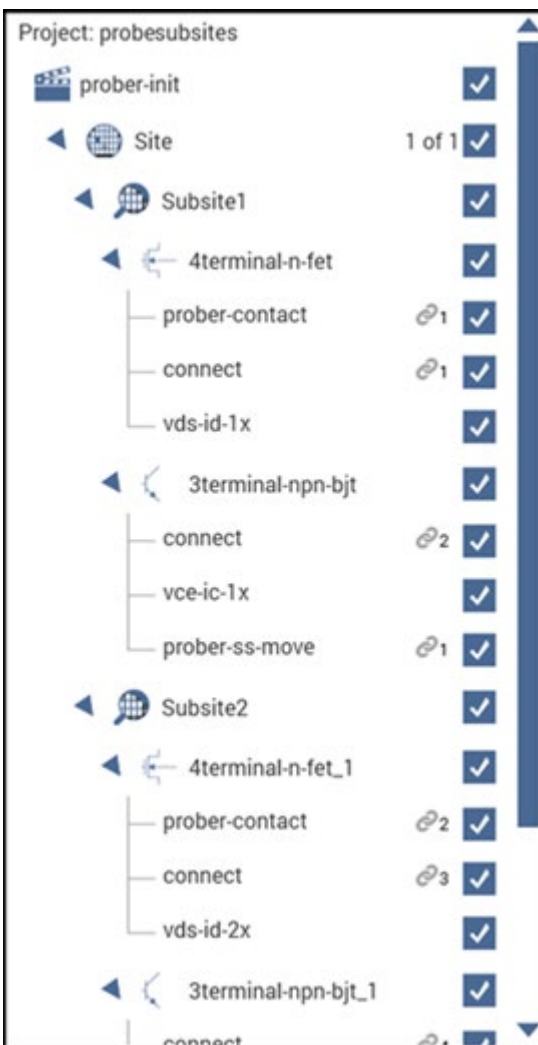 Project: probesubsites
prober-init
Site 1 of 1
Subsite1
4terminal-n-fet
prober-contact 1
connect 1
vds-id-1x
3terminal-npn-bjt
connect 2
vce-ic-1x
prober-ss-move 1
Subsite2
4terminal-n-fet_1
prober-contact 2
connect 3
vds-id-2x
3terminal-npn-bjt_1
connect 4